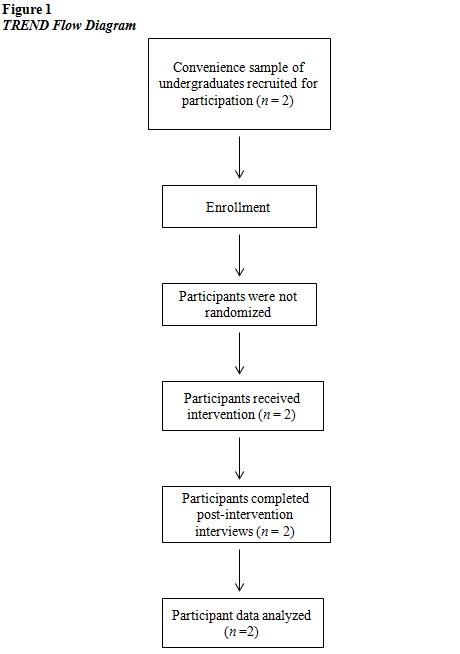 Figure 1
TREND Flow Diagram
Convenience sample of
undergraduates recruited for
participation (n = 2)
Enrollment
Participants were not
randomized
Participants received
intervention (n = 2)
Participants completed
post-intervention
interviews (n = 2)
Participant data analyzed
(n =2)